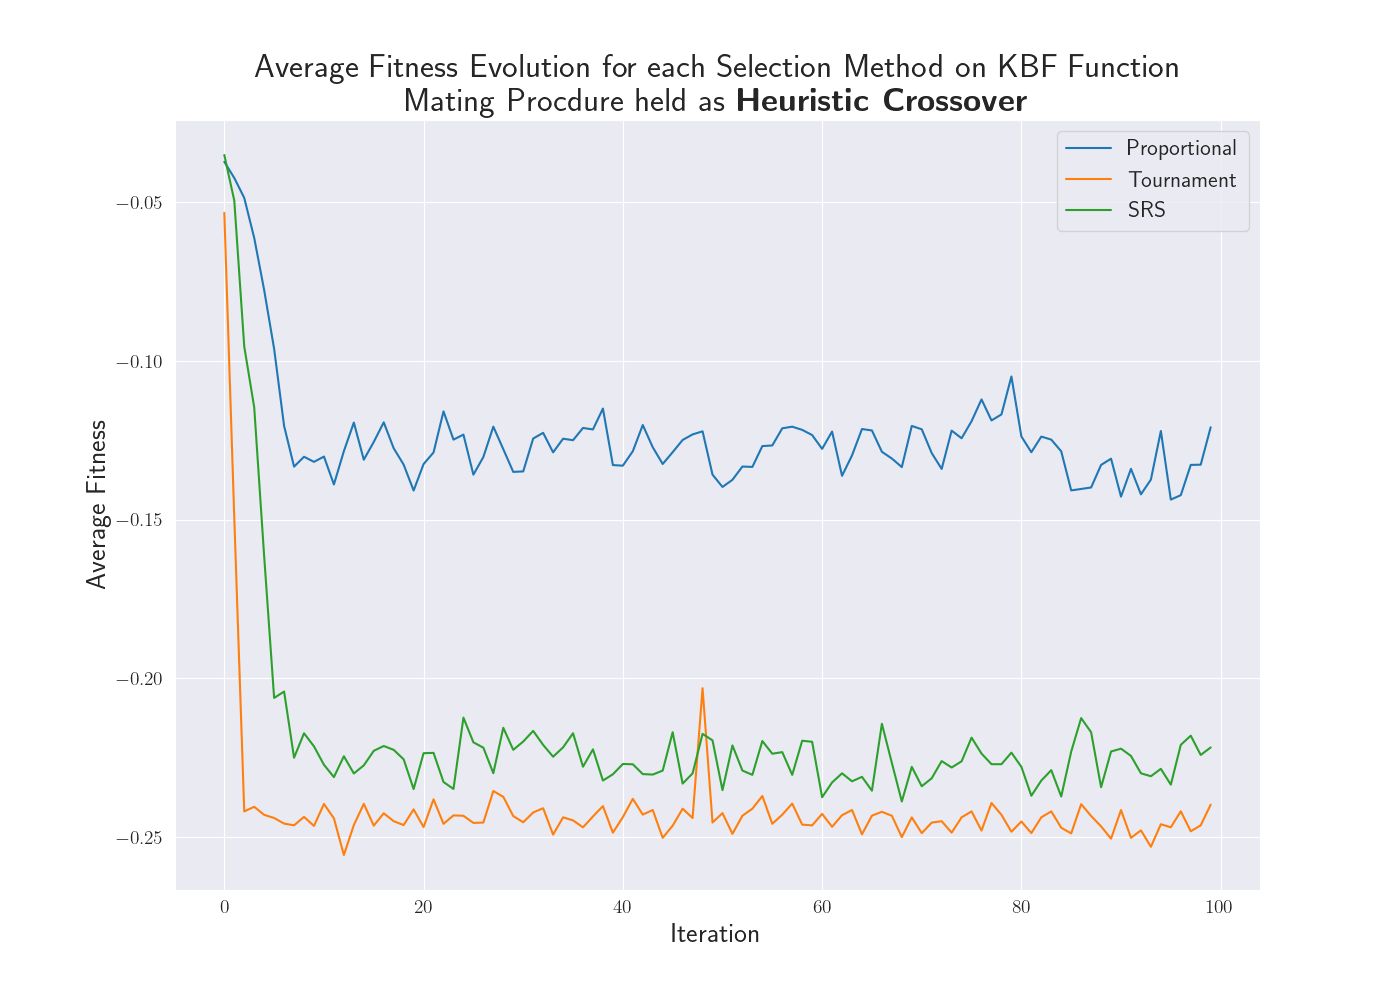 Average Fitness Evolution for each Selection Method on KBF Function
Mating Procdure held as Heuristic Crossover
Proportional
Tournament
SRS
Average Fitness
−0.05
−0.10
−0.15
−0.20
−0.25
0 20 40 60 80 100
Iteration